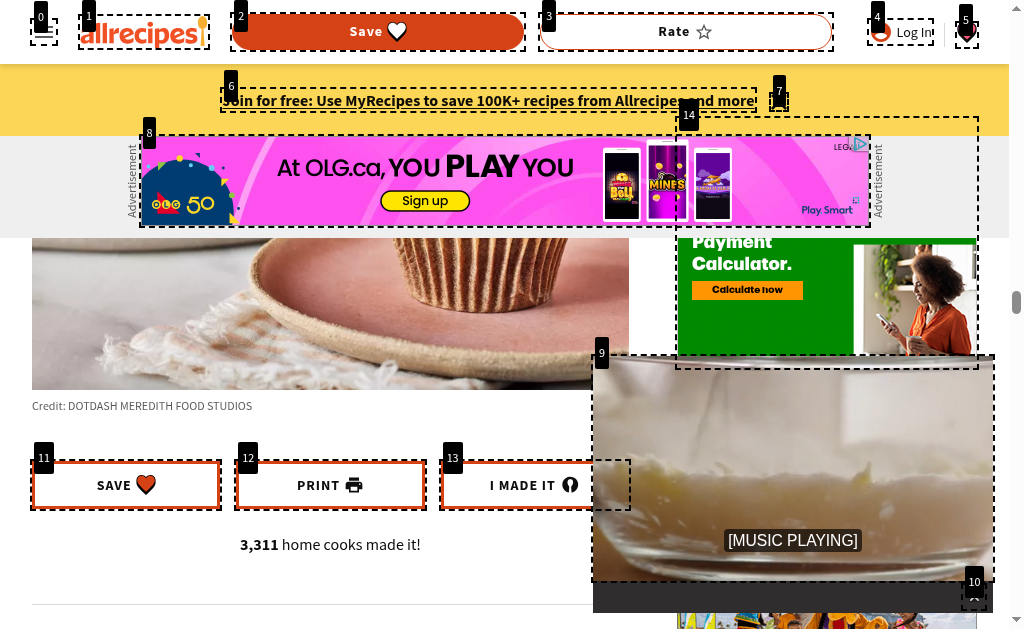 0
1
2
3
4
5
allrecipes
Save
Rate
Log In
6
7
Join for free: Use MyRecipes to save 100K+ recipes from Allrecipes and more
14
8
Advertisement
At OLG.ca, YOU PLAY YOU
Sign up
OLG 50
MINES
Play Smart
Advertisement
Payment
Calculator.
Calculate now
9
Credit: DOTDASH MEREDITH FOOD STUDIOS
11
12
13
SAVE
PRINT
I MADE IT
[MUSIC PLAYING]
3,311 home cooks made it!
10